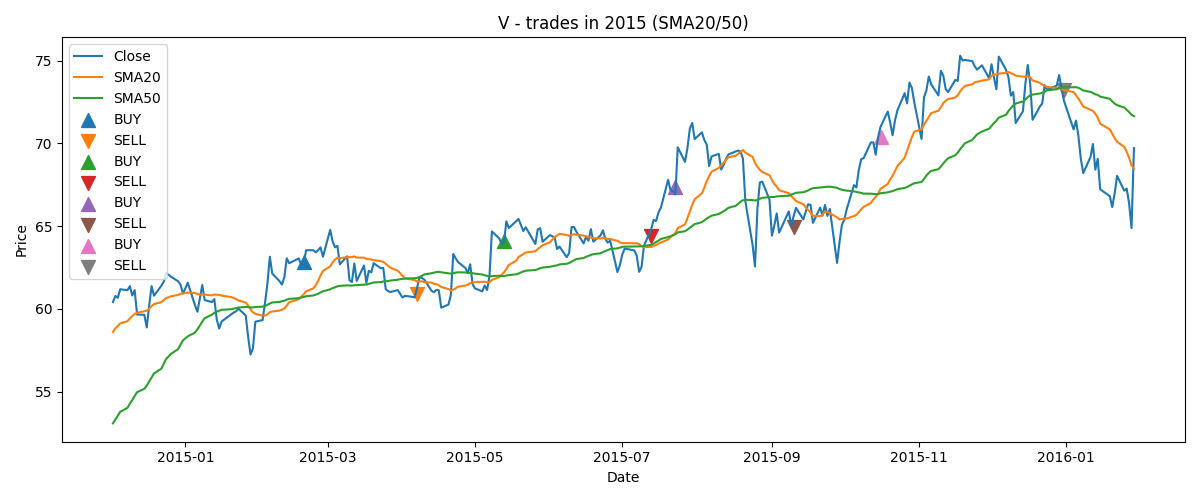 V - trades in 2015 (SMA20/50)
Close
SMA20
SMA50
BUY
SELL
BUY
SELL
BUY
SELL
BUY
SELL
Price
75
70
65
60
55
2015-01 2015-03 2015-05 2015-07 2015-09 2015-11 2016-01
Date